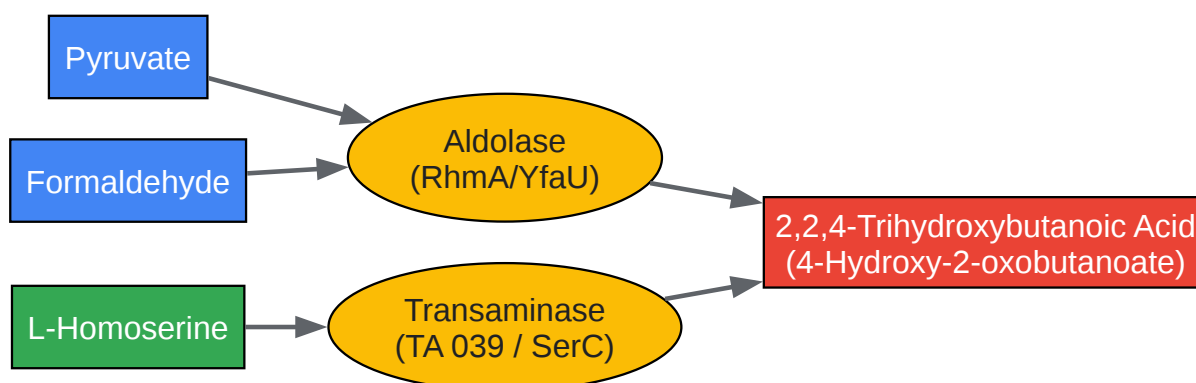 Pyruvate
Formaldehyde
L-Homoserine
Aldolase
(RhmA/YfaU)
Transaminase
(TA 039 / SerC)
2,2,4-Trihydroxybutanoic Acid
(4-Hydroxy-2-oxobutanoate)